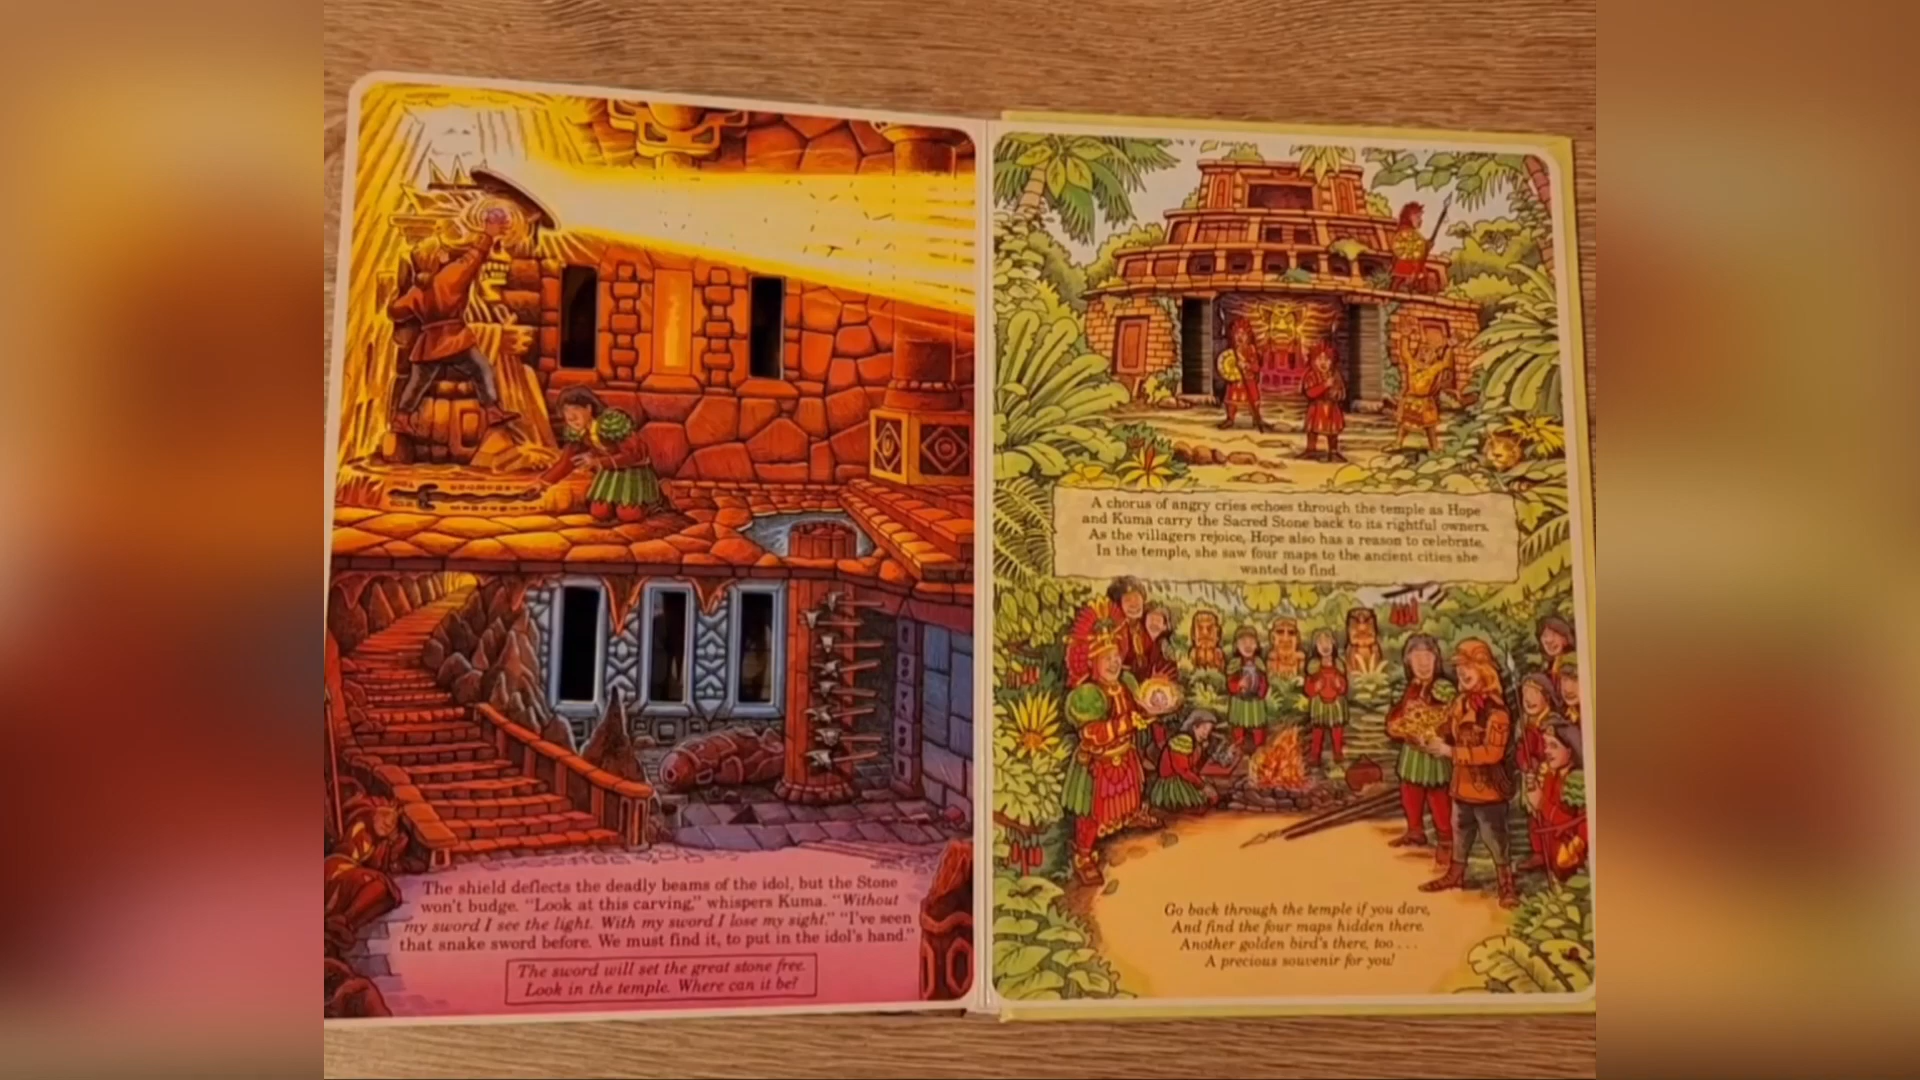 The shield deflects the deadly beams of the idol, but the Stone
won't budge. "Look at this carving," whispers Kuma. "Without
my sword I see the light. With my sword I lose my sight." "I've seen
that snake sword before. We must find it, to put in the idol's hand."
The sword will set the great stone free.
Look in the temple. Where can it be?
A chorus of angry cries echoes through the temple as Hope
and Kuma carry the Sacred Stone back to its rightful owners.
As the villagers rejoice, Hope also has a reason to celebrate.
In the temple, she saw four maps to the ancient cities she
wanted to find.
Go back through the temple if you dare,
And find the four maps hidden there.
Another golden bird's there, too . . .
A precious souvenir for you!